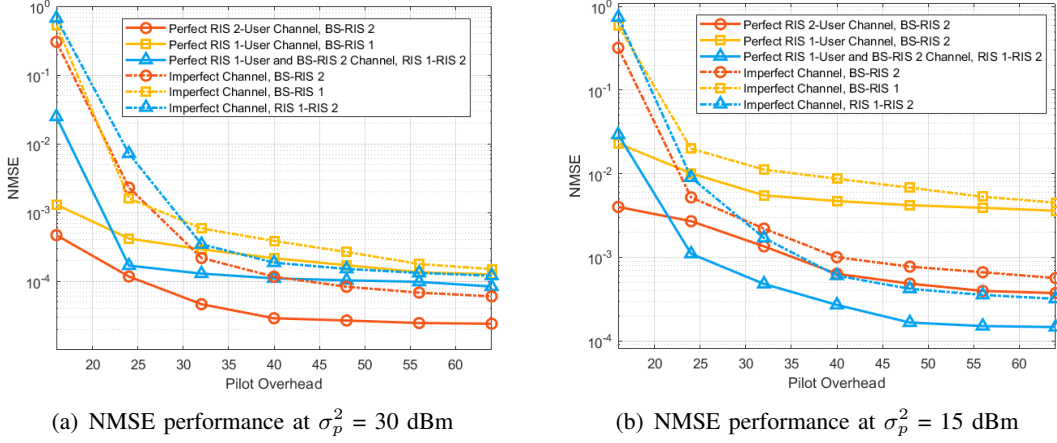 10^0
10^-1
10^-2
10^-3
10^-4
NMSE
20 25 30 35 40 45 50 55 60
Pilot Overhead
Perfect RIS 2-User Channel, BS-RIS 2
Perfect RIS 1-User Channel, BS-RIS 1
Perfect RIS 1-User and BS-RIS 2 Channel, RIS 1-RIS 2
Imperfect Channel, BS-RIS 2
Imperfect Channel, BS-RIS 1
Imperfect Channel, RIS 1-RIS 2
(a) NMSE performance at σ_p^2 = 30 dBm
10^0
10^-1
10^-2
10^-3
10^-4
NMSE
20 25 30 35 40 45 50 55 60
Pilot Overhead
Perfect RIS 2-User Channel, BS-RIS 2
Perfect RIS 1-User Channel, BS-RIS 2
Perfect RIS 1-User and BS-RIS 2 Channel, RIS 1-RIS 2
Imperfect Channel, BS-RIS 2
Imperfect Channel, BS-RIS 1
Imperfect Channel, RIS 1-RIS 2
(b) NMSE performance at σ_p^2 = 15 dBm